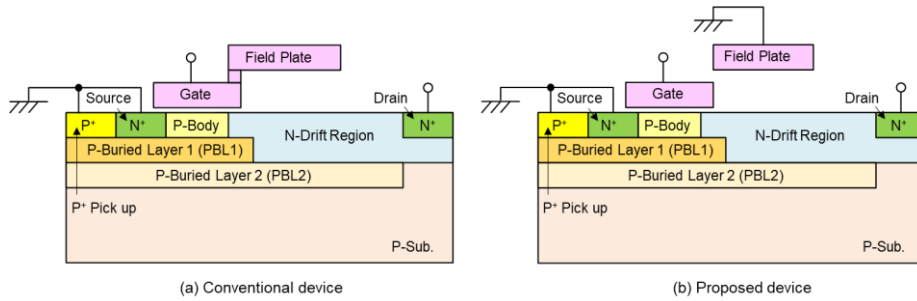 Field Plate
Gate
Source
Drain
P⁺
N⁺
P-Body
N-Drift Region
N⁺
P-Buried Layer 1 (PBL1)
P-Buried Layer 2 (PBL2)
P⁺ Pick up
P-Sub.
(a) Conventional device
Field Plate
Gate
Source
Drain
P⁺
N⁺
P-Body
N-Drift Region
N⁺
P-Buried Layer 1 (PBL1)
P-Buried Layer 2 (PBL2)
P⁺ Pick up
P-Sub.
(b) Proposed device